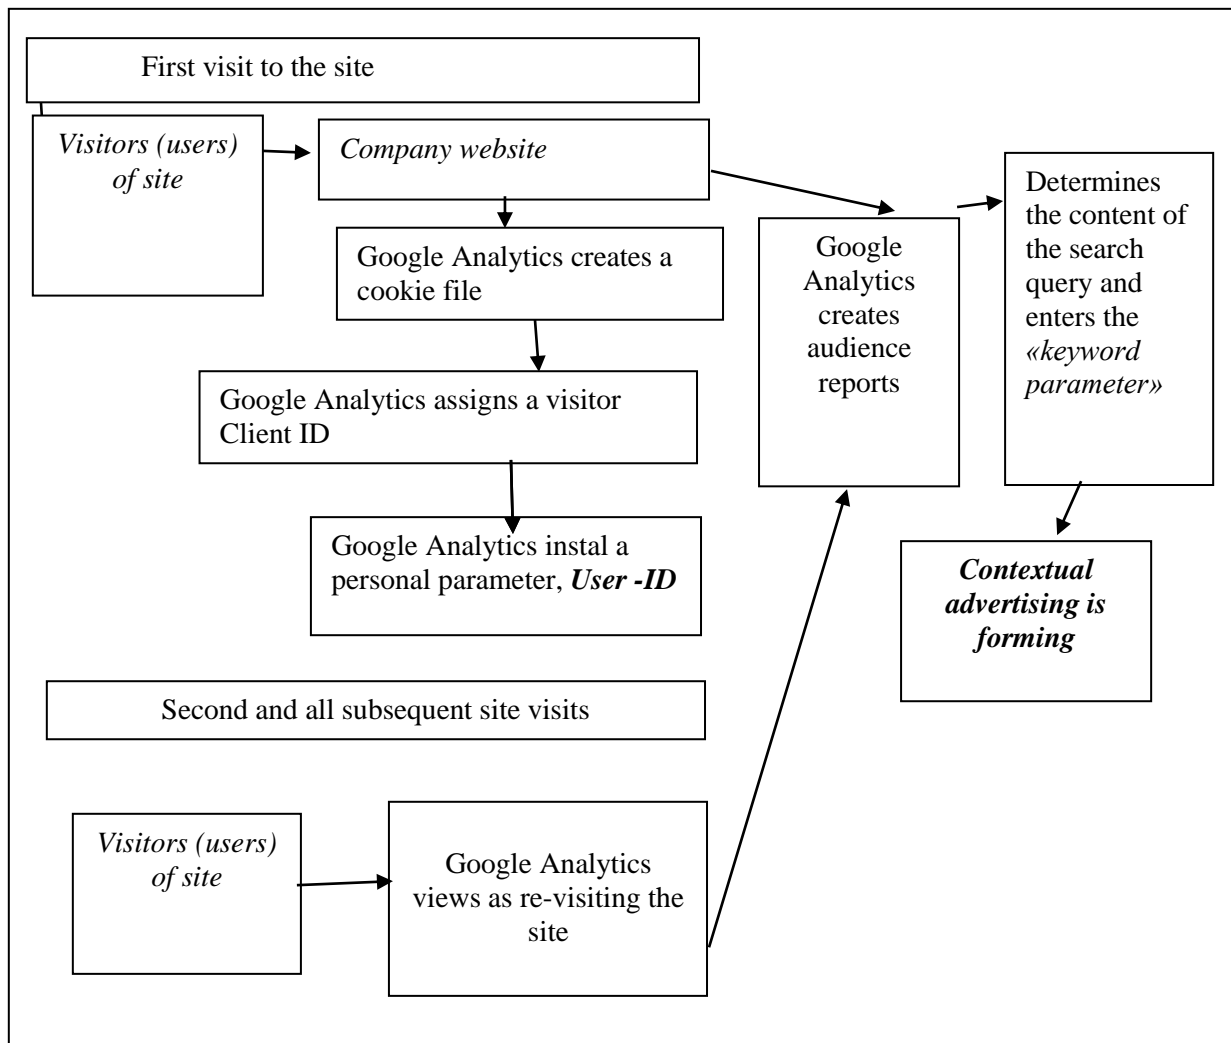 First visit to the site
Visitors (users)
of site
Company website
Google Analytics creates a
cookie file
Google Analytics assigns a visitor
Client ID
Google Analytics instal a
personal parameter, User -ID
Google
Analytics
creates
audience
reports
Determines
the content of
the search
query and
enters the
«keyword
parameter»
Contextual
advertising is
forming
Second and all subsequent site visits
Visitors (users)
of site
Google Analytics
views as re-visiting the
site